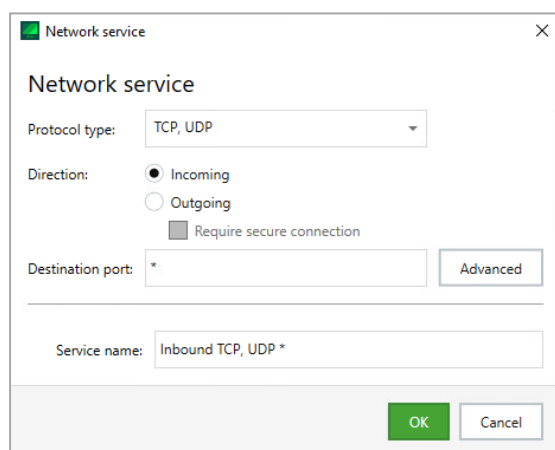 Network service
Network service
Protocol type: TCP, UDP
Direction: Incoming
Outgoing
Require secure connection
Destination port: * Advanced
Service name: Inbound TCP, UDP *
OK Cancel